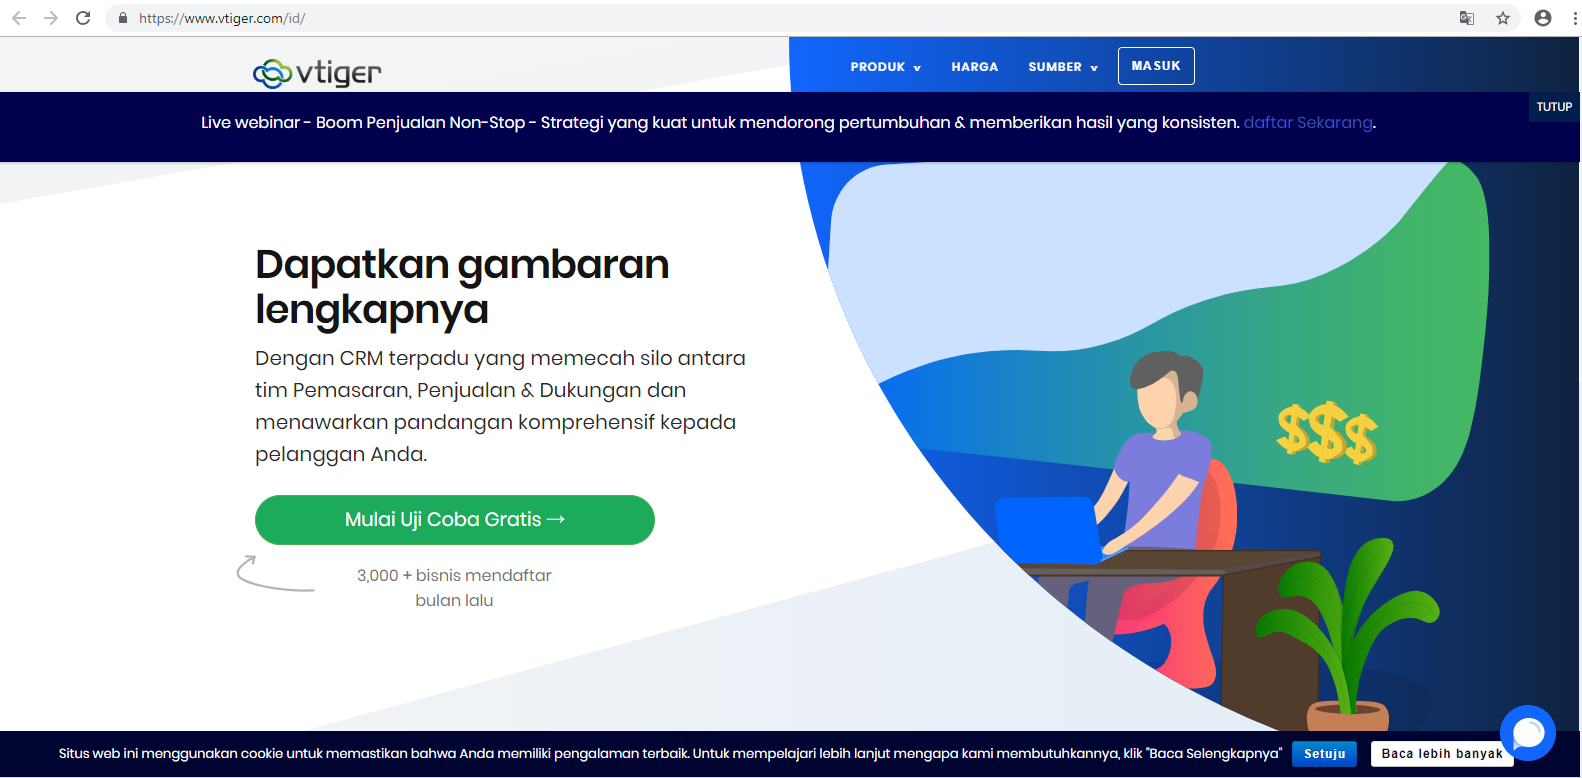 https://www.vtiger.com/id/
vtiger
PRODUK v HARGA SUMBER v MASUK
TUTUP
Live webinar - Boom Penjualan Non-Stop - Strategi yang kuat untuk mendorong pertumbuhan & memberikan hasil yang konsisten. daftar Sekarang.
Dapatkan gambaran
lengkapnya
Dengan CRM terpadu yang memecah silo antara
tim Pemasaran, Penjualan & Dukungan dan
menawarkan pandangan komprehensif kepada
pelanggan Anda.
Mulai Uji Coba Gratis →
3,000 + bisnis mendaftar
bulan lalu
$$$
Situs web ini menggunakan cookie untuk memastikan bahwa Anda memiliki pengalaman terbaik. Untuk mempelajari lebih lanjut mengapa kami membutuhkannya, klik "Baca Selengkapnya" Setuju Baca lebih banyak